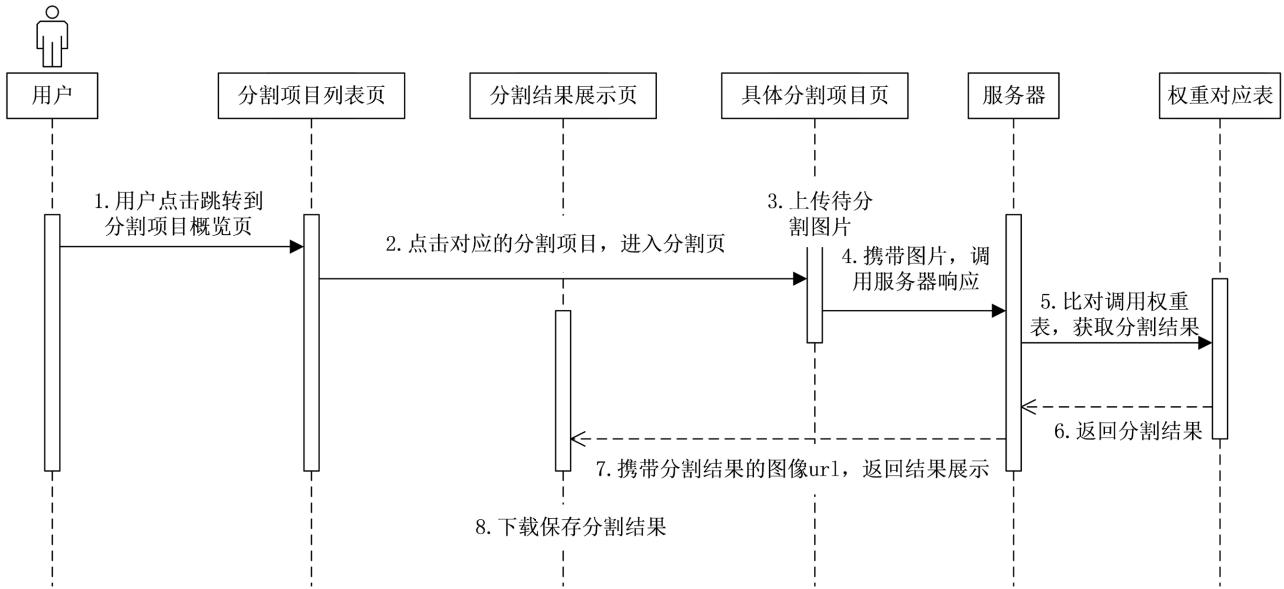 用户
分割项目列表页
分割结果展示页
具体分割项目页
服务器
权重对应表
1.用户点击跳转到
分割项目概览页
2.点击对应的分割项目，进入分割页
3.上传待分
割图片
4.携带图片，调
用服务器响应
5.比对调用权重
表，获取分割结果
6.返回分割结果
7.携带分割结果的图像url，返回结果展示
8.下载保存分割结果